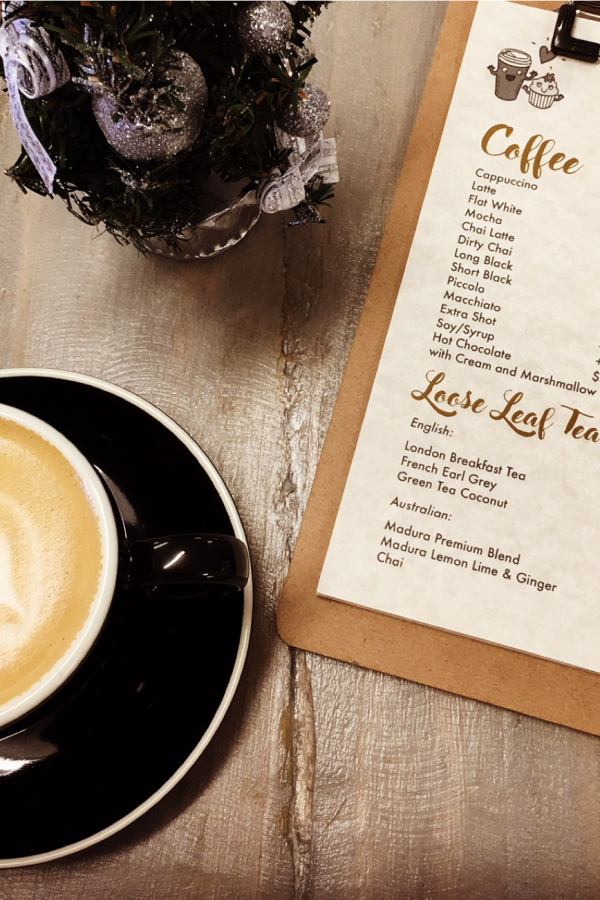 Coffee
Cappuccino
Latte
Flat White
Mocha
Chai Latte
Dirty Chai
Long Black
Short Black
Piccolo
Macchiato
Extra Shot
Soy/Syrup
Hot Chocolate +
with Cream and Marshmallow $
Loose Leaf Tea
English:
London Breakfast Tea
French Earl Grey
Green Tea Coconut
Australian:
Madura Premium Blend
Madura Lemon Lime & Ginger
Chai